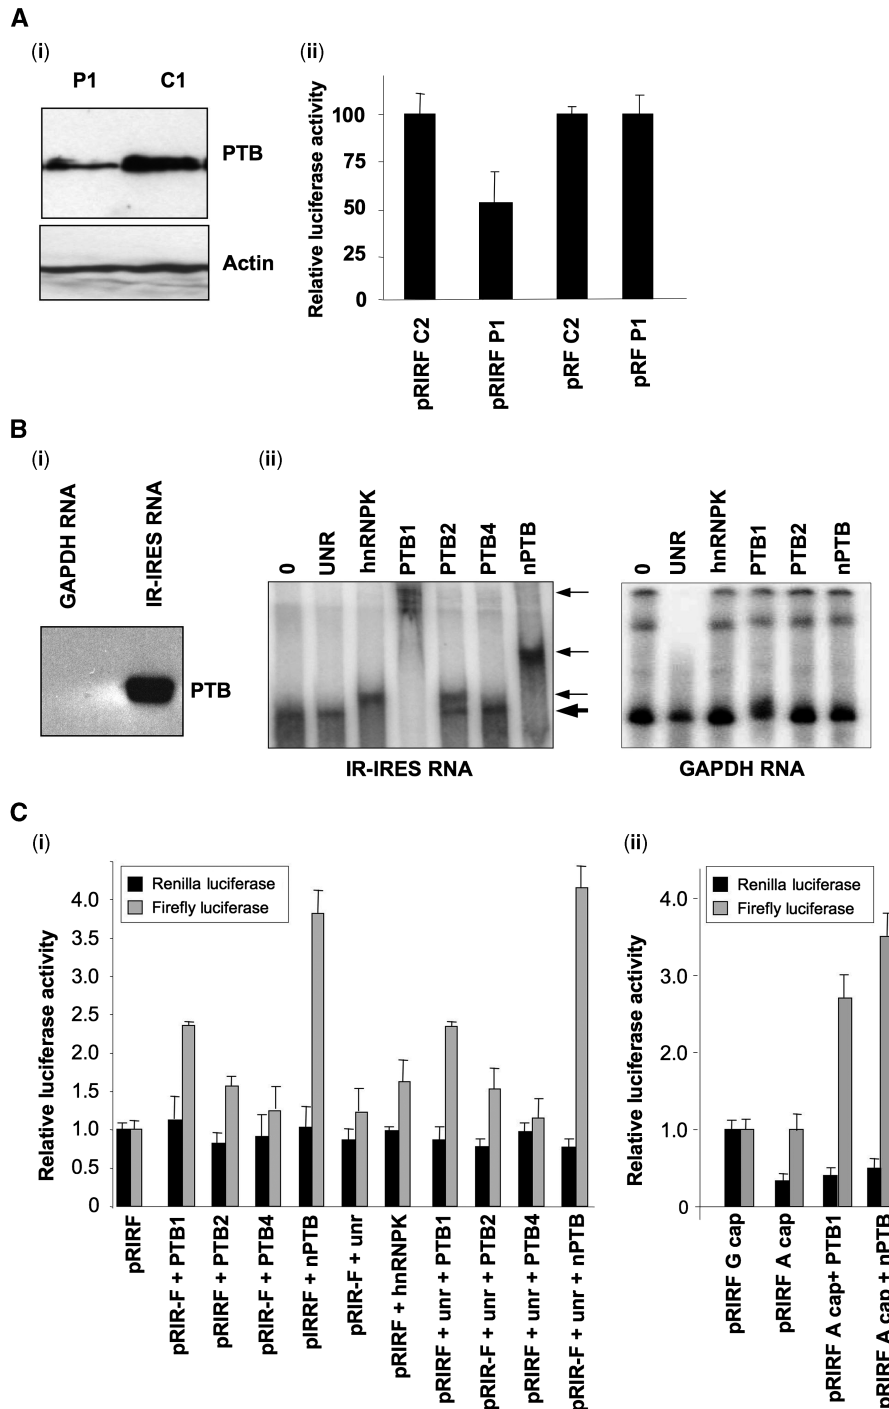 A
(i)
P1 C1
PTB
Actin
(ii)
Relative luciferase activity
100
75
50
25
0
pRIRF C2
pRIRF P1
pRF C2
pRF P1
B
(i)
GAPDH RNA
IR-IRES RNA
PTB
(ii)
0
UNR
hnRNPK
PTB1
PTB2
PTB4
nPTB
IR-IRES RNA
0
UNR
hnRNPK
PTB1
PTB2
nPTB
GAPDH RNA
C
(i)
Renilla luciferase
Firefly luciferase
Relative luciferase activity
4.0
3.5
3.0
2.5
2.0
1.5
1.0
0.5
0
pRIRF
pRIR-F + PTB1
pRIRF + PTB2
pRIR-F + PTB4
pIRRF + nPTB
pRIR-F + unr
pRIRF + hnRNPK
pRIRF + unr + PTB1
pRIR-F + unr + PTB2
pRIRF + unr + PTB4
pRIR-F + unr + nPTB
(ii)
Renilla luciferase
Firefly luciferase
Relative luciferase activity
4.0
3.0
2.0
1.0
0
pRIRF G cap
pRIRF A cap
pRIRF A cap+ PTB1
pRIRF A cap + nPTB